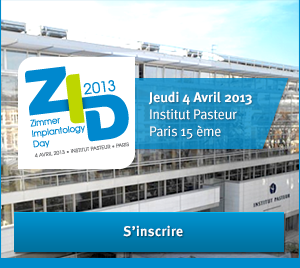 ZID 2013
Zimmer
Implantology
Day
4 AVRIL 2013 • INSTITUT PASTEUR • PARIS
Jeudi 4 Avril 2013
Institut Pasteur
Paris 15 ème
INSTITUT PASTEUR
S'inscrire